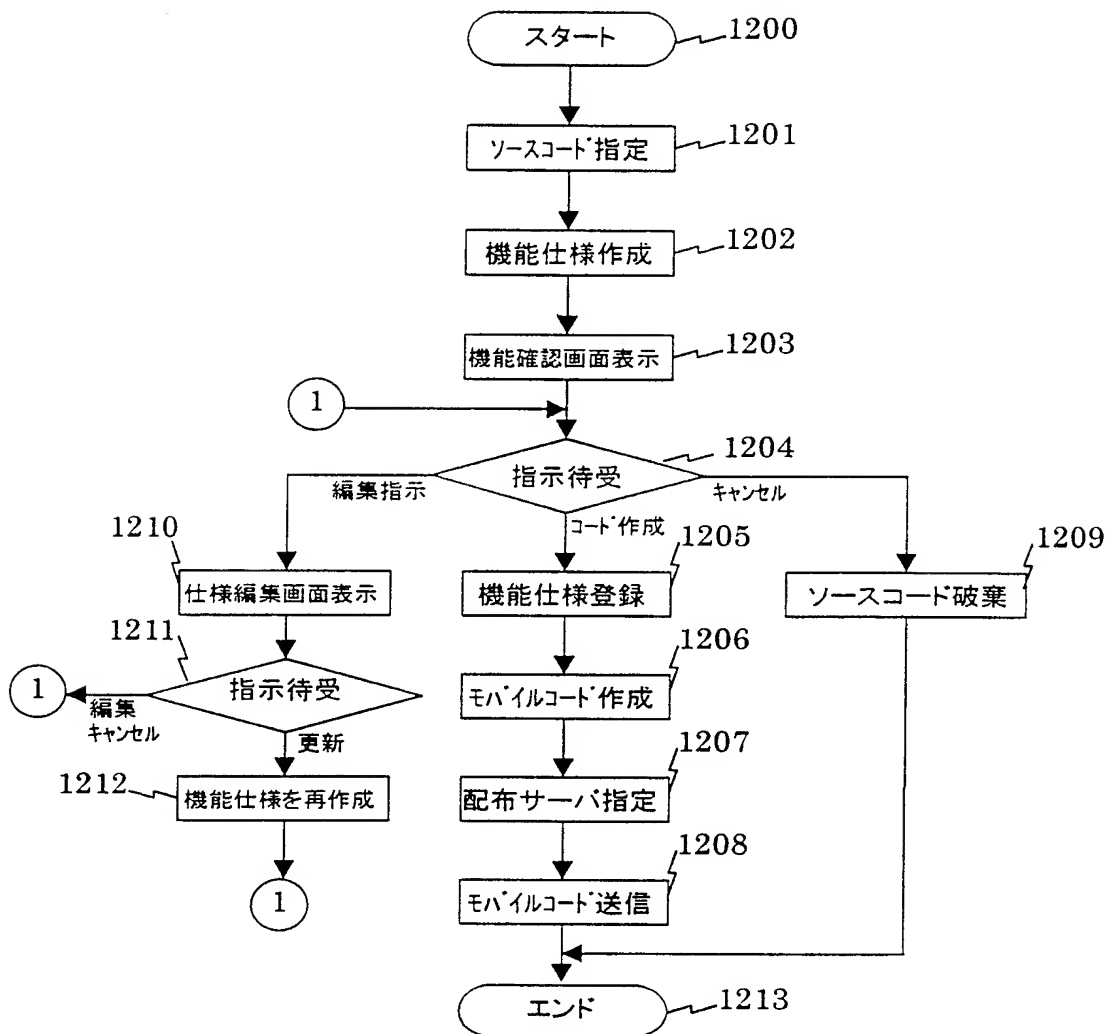 スタート
1200
ソースコード指定
1201
機能仕様作成
1202
機能確認画面表示
1203
1
指示待受
1204
編集指示
コード作成
キャンセル
1210
仕様編集画面表示
1205
機能仕様登録
1209
ソースコード破棄
1211
指示待受
1
編集
キャンセル
更新
1206
モバイルコード作成
1212
機能仕様を再作成
1207
配布サーバ指定
1
1208
モバイルコード送信
エンド
1213